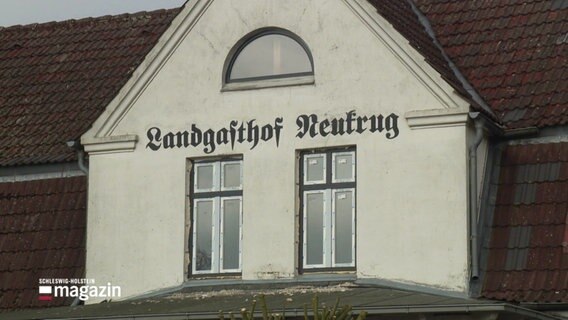 Landgasthof Neukrug
SCHLESWIG-HOLSTEIN
magazin